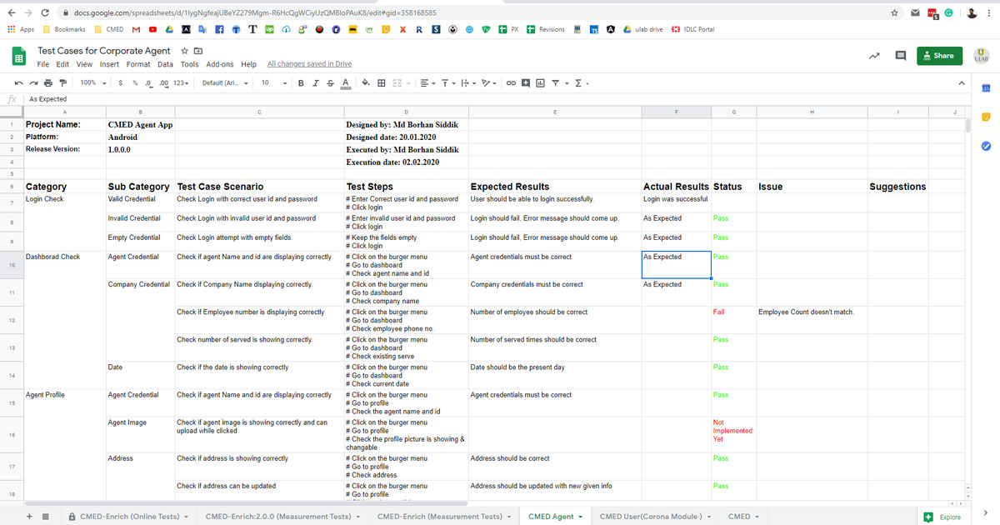 docs.google.com/spreadsheets/d/1IygNgfeajUBeYZ279Mgm-R6HcQgWCiyUzQMBIoPAuK8/edit#gid=358168585
Apps Bookmarks CMED PX Revisions ulab drive IDLC Portal
Test Cases for Corporate Agent
File Edit View Insert Format Data Tools Add-ons Help All changes saved in Drive
Share
100% $ % .0 .00 123 Default (Ari... 10 B I S A
fx As Expected
A B C D E F G H I J
1 Project Name: CMED Agent App Designed by: Md Borhan Siddik
2 Platform: Android Designed date: 20.01.2020
3 Release Version: 1.0.0.0 Executed by: Md Borhan Siddik
4 Execution date: 02.02.2020
5
6 Category Sub Category Test Case Scenario Test Steps Expected Results Actual Results Status Issue Suggestions
7 Login Check Valid Credential Check Login with correct user id and password # Enter Correct user id and password User should be able to login successfully. Login was successful
# Click login
8 Invalid Credential Check Login with invalid user id and password # Enter invalid user id and password Login should fail, Error message should come up. As Expected Pass
# Click login
9 Empty Credential Check Login attempt with empty fields. # Keep the fields empty Login should fail, Error message should come up. As Expected Pass
# Click login
10 Dashborad Check Agent Credential Check if agent Name and id are displaying correctly # Click on the burger menu Agent credentials must be correct As Expected Pass
# Go to dashboard
# Check agent name and id
11 Company Credential Check if Company Name displaying correctly. # Click on the burger menu Company credentials must be correct As Expected Pass
# Go to dashboard
# Check company name
12 Check if Employee number is displaying correctly # Click on the burger menu Number of employee should be correct Fail Employee Count doesn't match.
# Go to dashboard
# Check employee phone no.
13 Check number of served is showing correctly. # Click on the burger menu Number of served times should be correct Pass
# Go to dashboard
# Check existing serve
14 Date Check if the date is showing correctly # Click on the burger menu Date should be the present day Pass
# Go to dashboard
# Check current date
15 Agent Profile Agent Credential Check if agent Name and id are displaying correctly # Click on the burger menu Agent credentials must be correct Pass
# Go to profile
# Check the agent name and id
16 Agent Image Check if agent image is showing correctly and can # Click on the burger menu Not
upload while clicked # Go to profile Implemented
# Check the profile picture is showing & Yet
changable
17 Address Check if address is showing correctly # Click on the burger menu Address should be correct Pass
# Go to profile
# Check address
18 Check if address can be updated # Click on the burger menu Address should be updated with new given info Pass
# Go to profile
CMED-Enrich (Online Tests) CMED-Enrich:2.0.0 (Measurement Tests) CMED-Enrich (Measurement Tests) CMED Agent CMED User(Corona Module ) CMED Explore